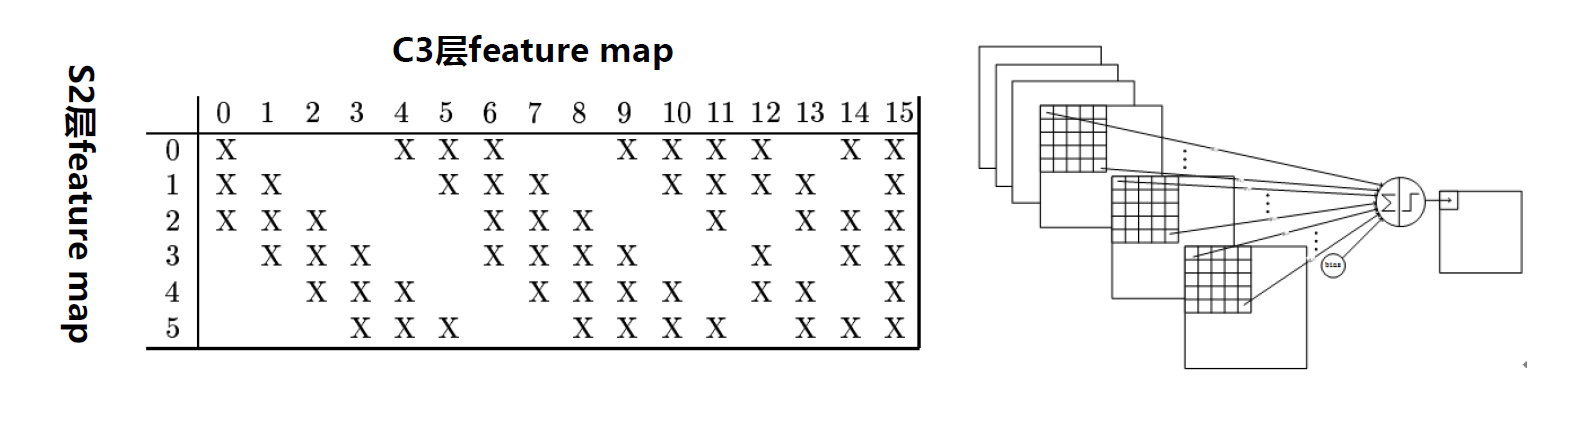 C3层feature map
S2层feature map
0 1 2 3 4 5 6 7 8 9 10 11 12 13 14 15
0 X X X X X X X X X X
1 X X X X X X X X X X
2 X X X X X X X X X X
3 X X X X X X X X X X
4 X X X X X X X X X X
5 X X X X X X X X X X
Σ
bias